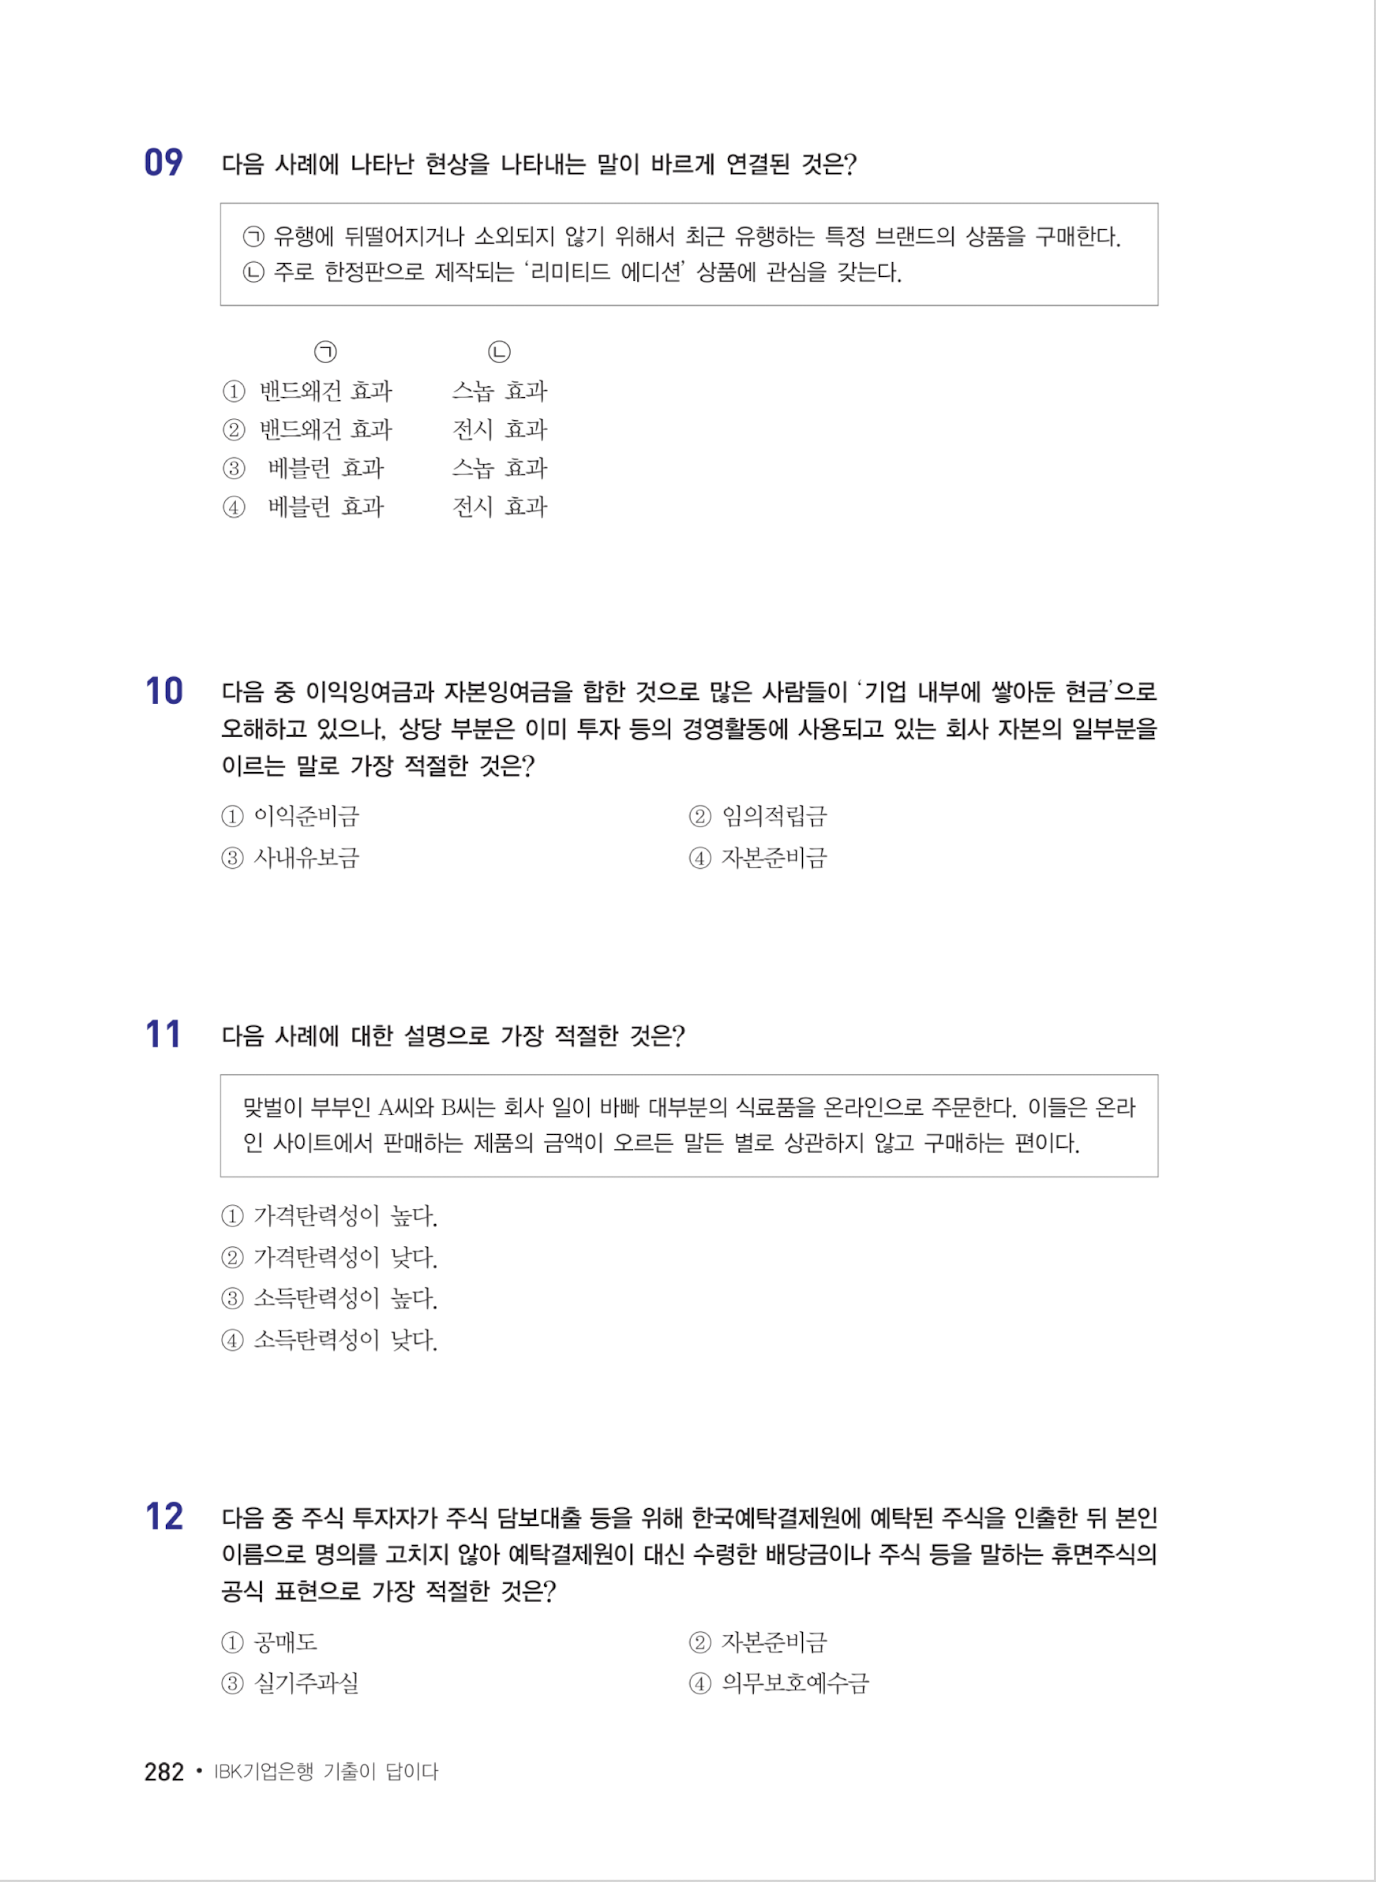 09 다음 사례에 나타난 현상을 나타내는 말이 바르게 연결된 것은?
㉠ 유행에 뒤떨어지거나 소외되지 않기 위해서 최근 유행하는 특정 브랜드의 상품을 구매한다.
㉡ 주로 한정판으로 제작되는 ‘리미티드 에디션’ 상품에 관심을 갖는다.
㉠ ㉡
① 밴드왜건 효과 스놉 효과
② 밴드왜건 효과 전시 효과
③ 베블런 효과 스놉 효과
④ 베블런 효과 전시 효과
10 다음 중 이익잉여금과 자본잉여금을 합한 것으로 많은 사람들이 ‘기업 내부에 쌓아둔 현금’으로
오해하고 있으나, 상당 부분은 이미 투자 등의 경영활동에 사용되고 있는 회사 자본의 일부분을
이르는 말로 가장 적절한 것은?
① 이익준비금 ② 임의적립금
③ 사내유보금 ④ 자본준비금
11 다음 사례에 대한 설명으로 가장 적절한 것은?
맞벌이 부부인 A씨와 B씨는 회사 일이 바빠 대부분의 식료품을 온라인으로 주문한다. 이들은 온라
인 사이트에서 판매하는 제품의 금액이 오르든 말든 별로 상관하지 않고 구매하는 편이다.
① 가격탄력성이 높다.
② 가격탄력성이 낮다.
③ 소득탄력성이 높다.
④ 소득탄력성이 낮다.
12 다음 중 주식 투자자가 주식 담보대출 등을 위해 한국예탁결제원에 예탁된 주식을 인출한 뒤 본인
이름으로 명의를 고치지 않아 예탁결제원이 대신 수령한 배당금이나 주식 등을 말하는 휴면주식의
공식 표현으로 가장 적절한 것은?
① 공매도 ② 자본준비금
③ 실기주과실 ④ 의무보호예수금
282 • IBK기업은행 기출이 답이다